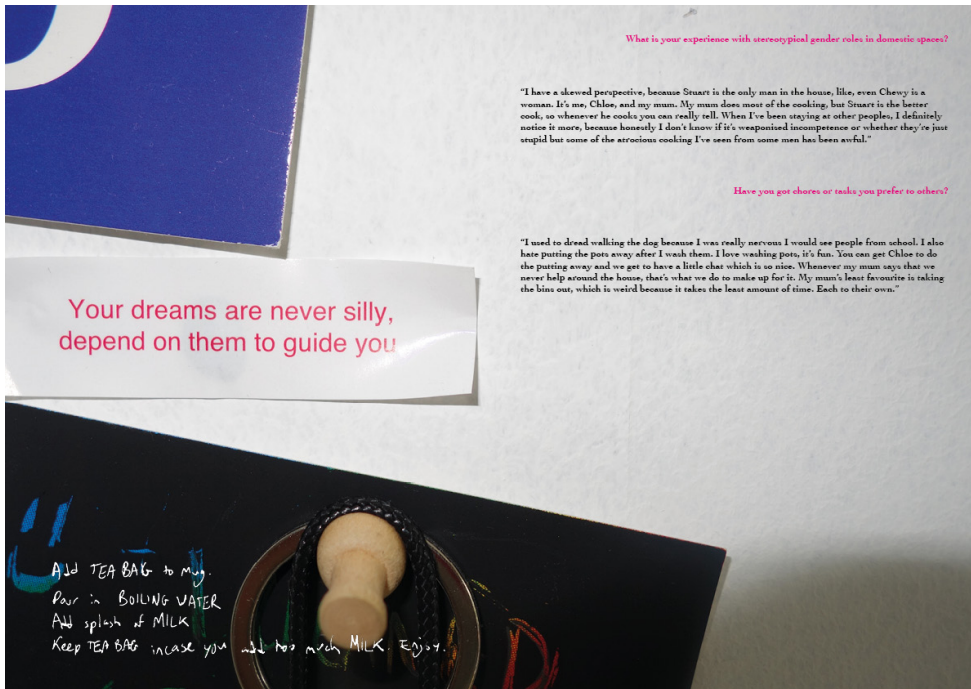 What is your experience with stereotypical gender roles in domestic spaces?
“I have a skewed perspective, because Stuart is the only man in the house, like, even Chewy is a
woman. It’s me, Chloe, and my mum. My mum does most of the cooking, but Stuart is the better
cook, so whenever he cooks you can really tell. When I’ve been staying at other peoples, I definitely
notice it more, because honestly I don’t know if it’s weaponised incompetence or whether they’re just
stupid but some of the atrocious cooking I’ve seen from some men has been awful.”
Have you got chores or tasks you prefer to others?
“I used to dread walking the dog because I was really nervous I would see people from school. I also
hate putting the pots away after I wash them. I love washing pots, it’s fun. You can get Chloe to do
the putting away and we get to have a little chat which is so nice. Whenever my mum says that we
never help around the house, that’s what we do to make up for it. My mum’s least favourite is taking
the bins out, which is weird because it takes the least amount of time. Each to their own.”
Your dreams are never silly,
depend on them to guide you
Add TEA BAG to mug.
Pour in BOILING WATER
Add splash of MILK
Keep TEA BAG incase you add too much MILK. Enjoy.